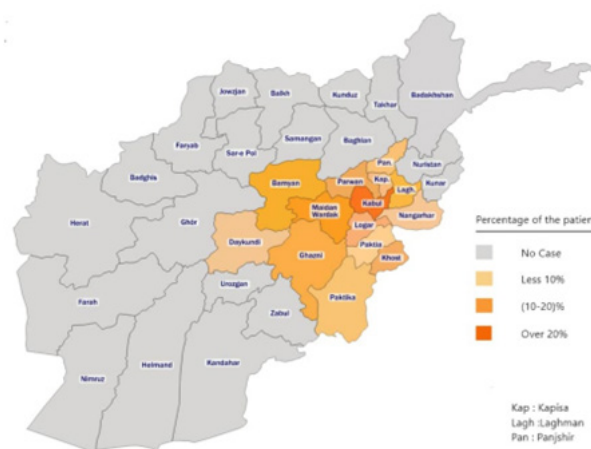 Jowzjan
Balkh
Kunduz
Takhar
Badakhshan
Faryab
Sar-e Pol
Samangan
Baghlan
Badghis
Pan.
Nuristan
Bamyan
Parwan
Kap.
Lagh.
Kunar
Herat
Ghōr
Maidan
Wardak
Kabul
Nangarhar
Logar
Daykundi
Paktia
Ghazni
Khost
Farah
Urozgan
Paktika
Zabul
Nimruz
Helmand
Kandahar
Percentage of the patien
No Case
Less 10%
(10-20)%
Over 20%
Kap : Kapisa
Lagh :Laghman
Pan : Panjshir